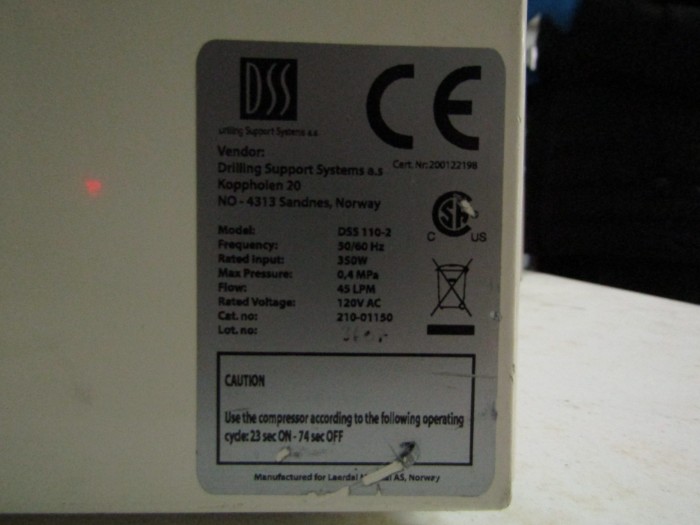 DSS
Drilling Support Systems a.s
CE
Cert. Nr: 200122198
Vendor:
Drilling Support Systems a.s
Koppholen 20
NO - 4313 Sandnes, Norway
Model: DSS 110-2
Frequency: 50/60 Hz
Rated Input: 350W
Max Pressure: 0,4 MPa
Flow: 45 LPM
Rated Voltage: 120V AC
Cat. no: 210-01150
Lot. no:
C US
CAUTION
Use the compressor according to the following operating
cycle: 23 sec ON - 74 sec OFF
Manufactured for Laerdal AS, Norway